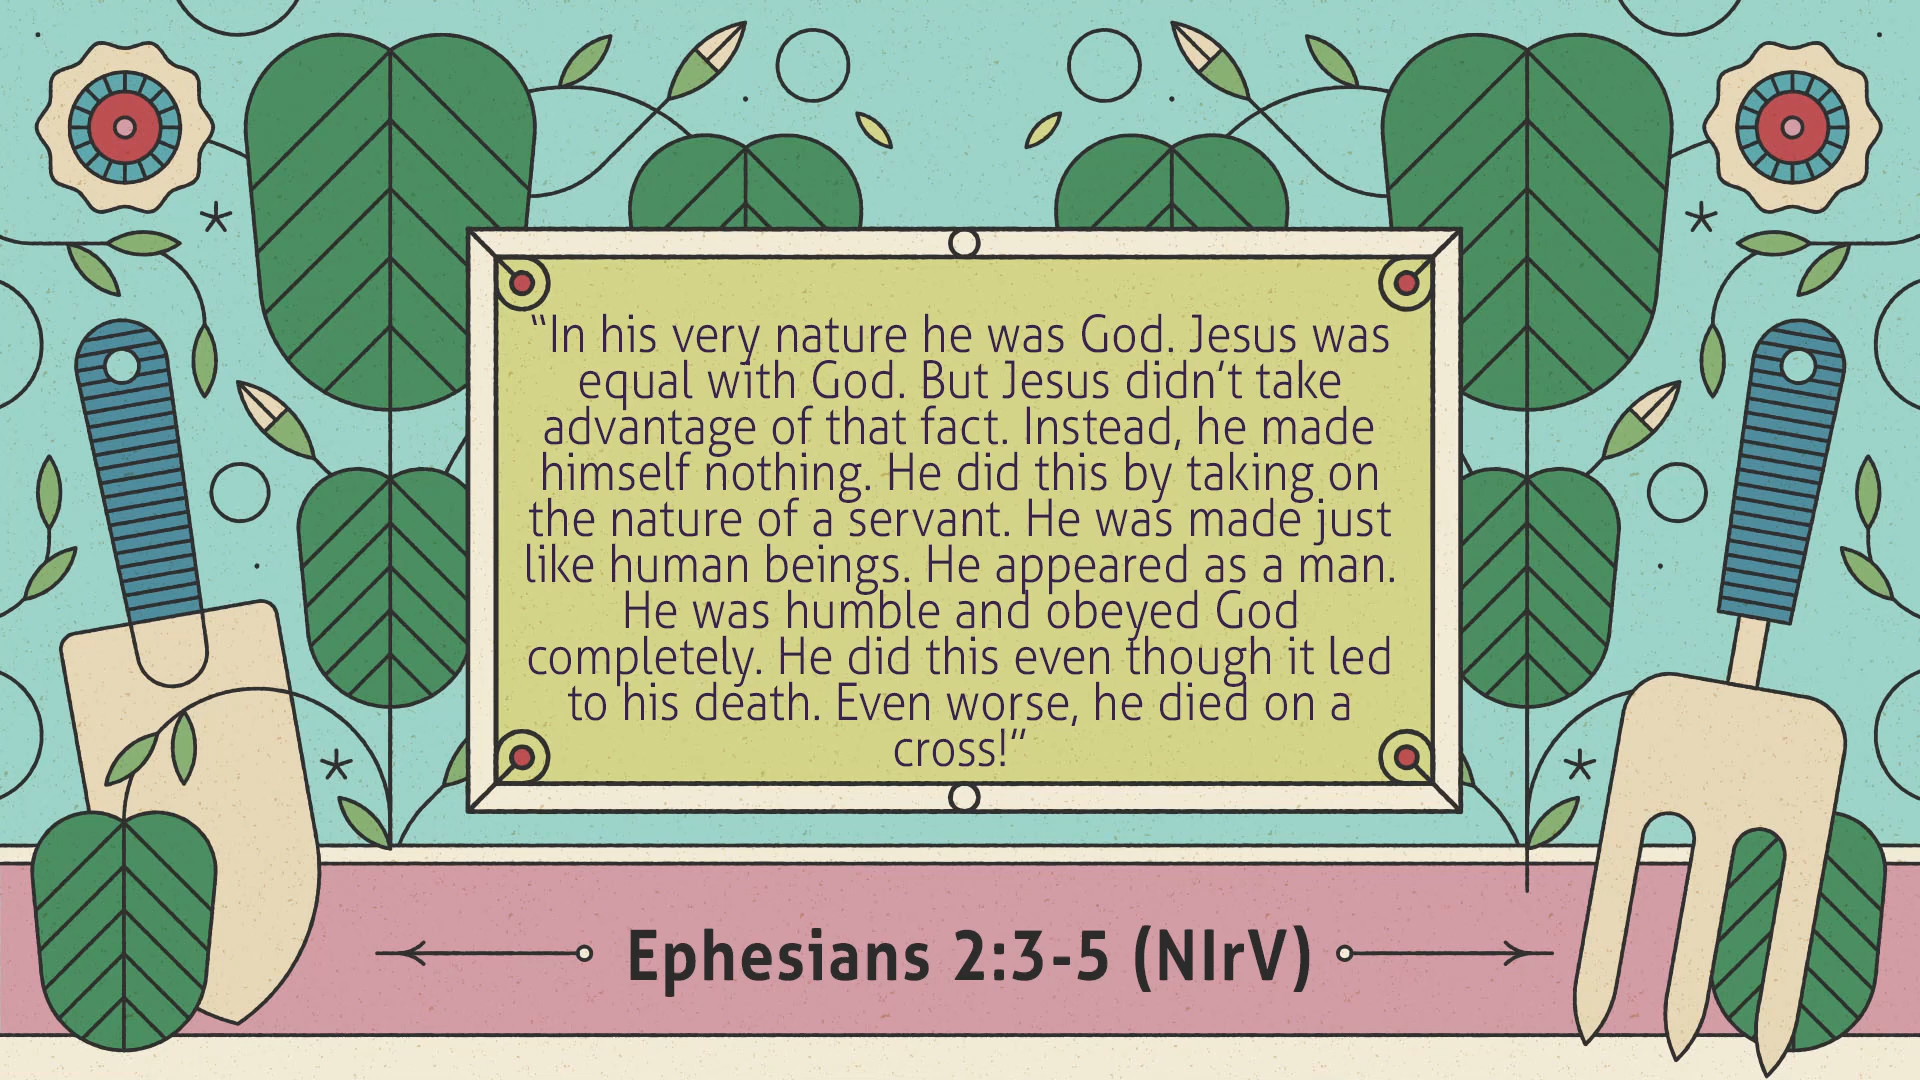 “In his very nature he was God. Jesus was
equal with God. But Jesus didn’t take
advantage of that fact. Instead, he made
himself nothing. He did this by taking on
the nature of a servant. He was made just
like human beings. He appeared as a man.
He was humble and obeyed God
completely. He did this even though it led
to his death. Even worse, he died on a
cross!”
Ephesians 2:3-5 (NIrV)